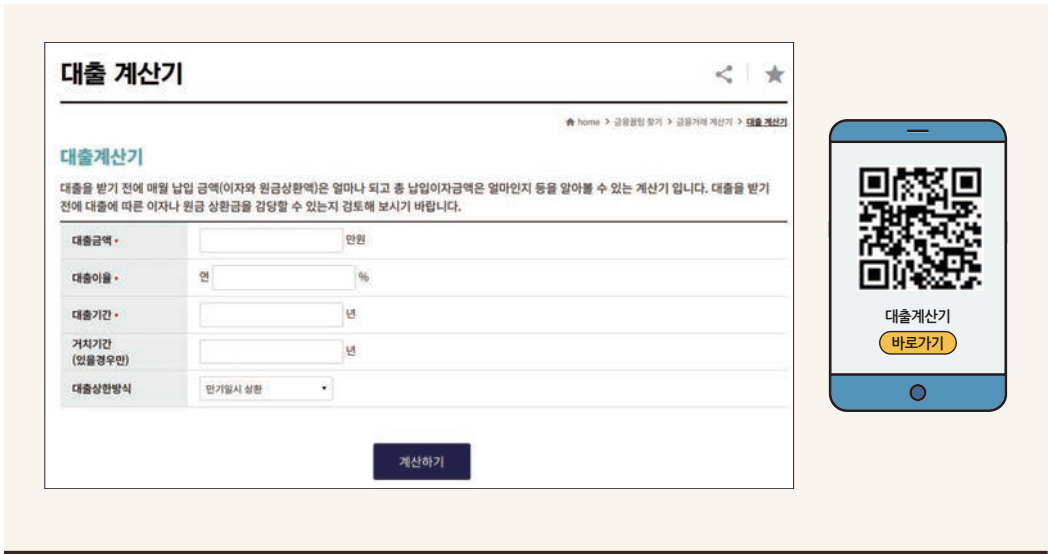 대출 계산기
home > 금융꿀팁 찾기 > 금융거래 계산기 > 대출 계산기
대출계산기
대출을 받기 전에 매월 납입 금액(이자와 원금상환액)은 얼마나 되고 총 납입이자금액은 얼마인지 등을 알아볼 수 있는 계산기 입니다. 대출을 받기
전에 대출에 따른 이자나 원금 상환금을 감당할 수 있는지 검토해 보시기 바랍니다.
대출금액 • 만원
대출이율 • 연 %
대출기간 • 년
거치기간
(있을경우만) 년
대출상환방식 만기일시 상환
계산하기
대출계산기
바로가기